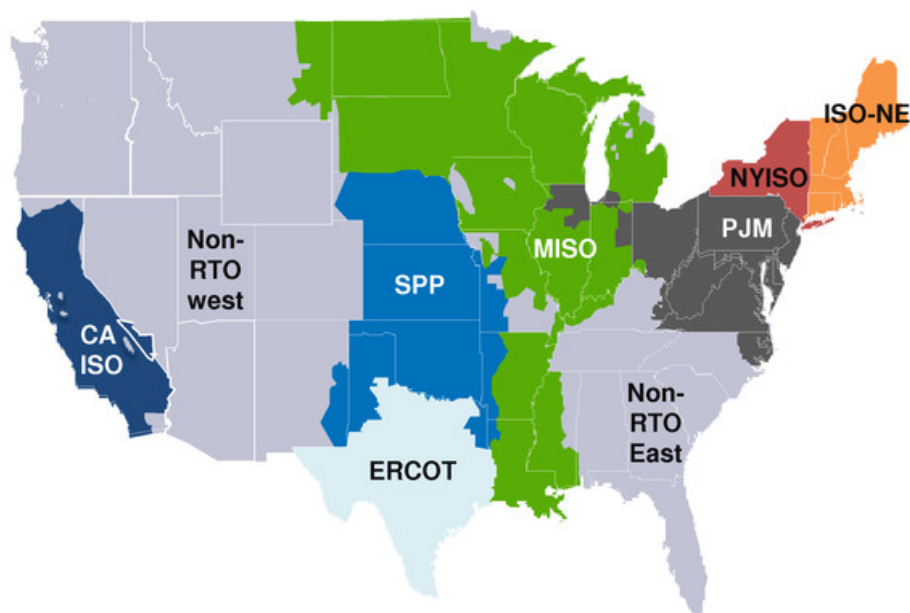 ISO-NE
NYISO
PJM
MISO
Non-
RTO
west
SPP
CA
ISO
Non-
RTO
East
ERCOT